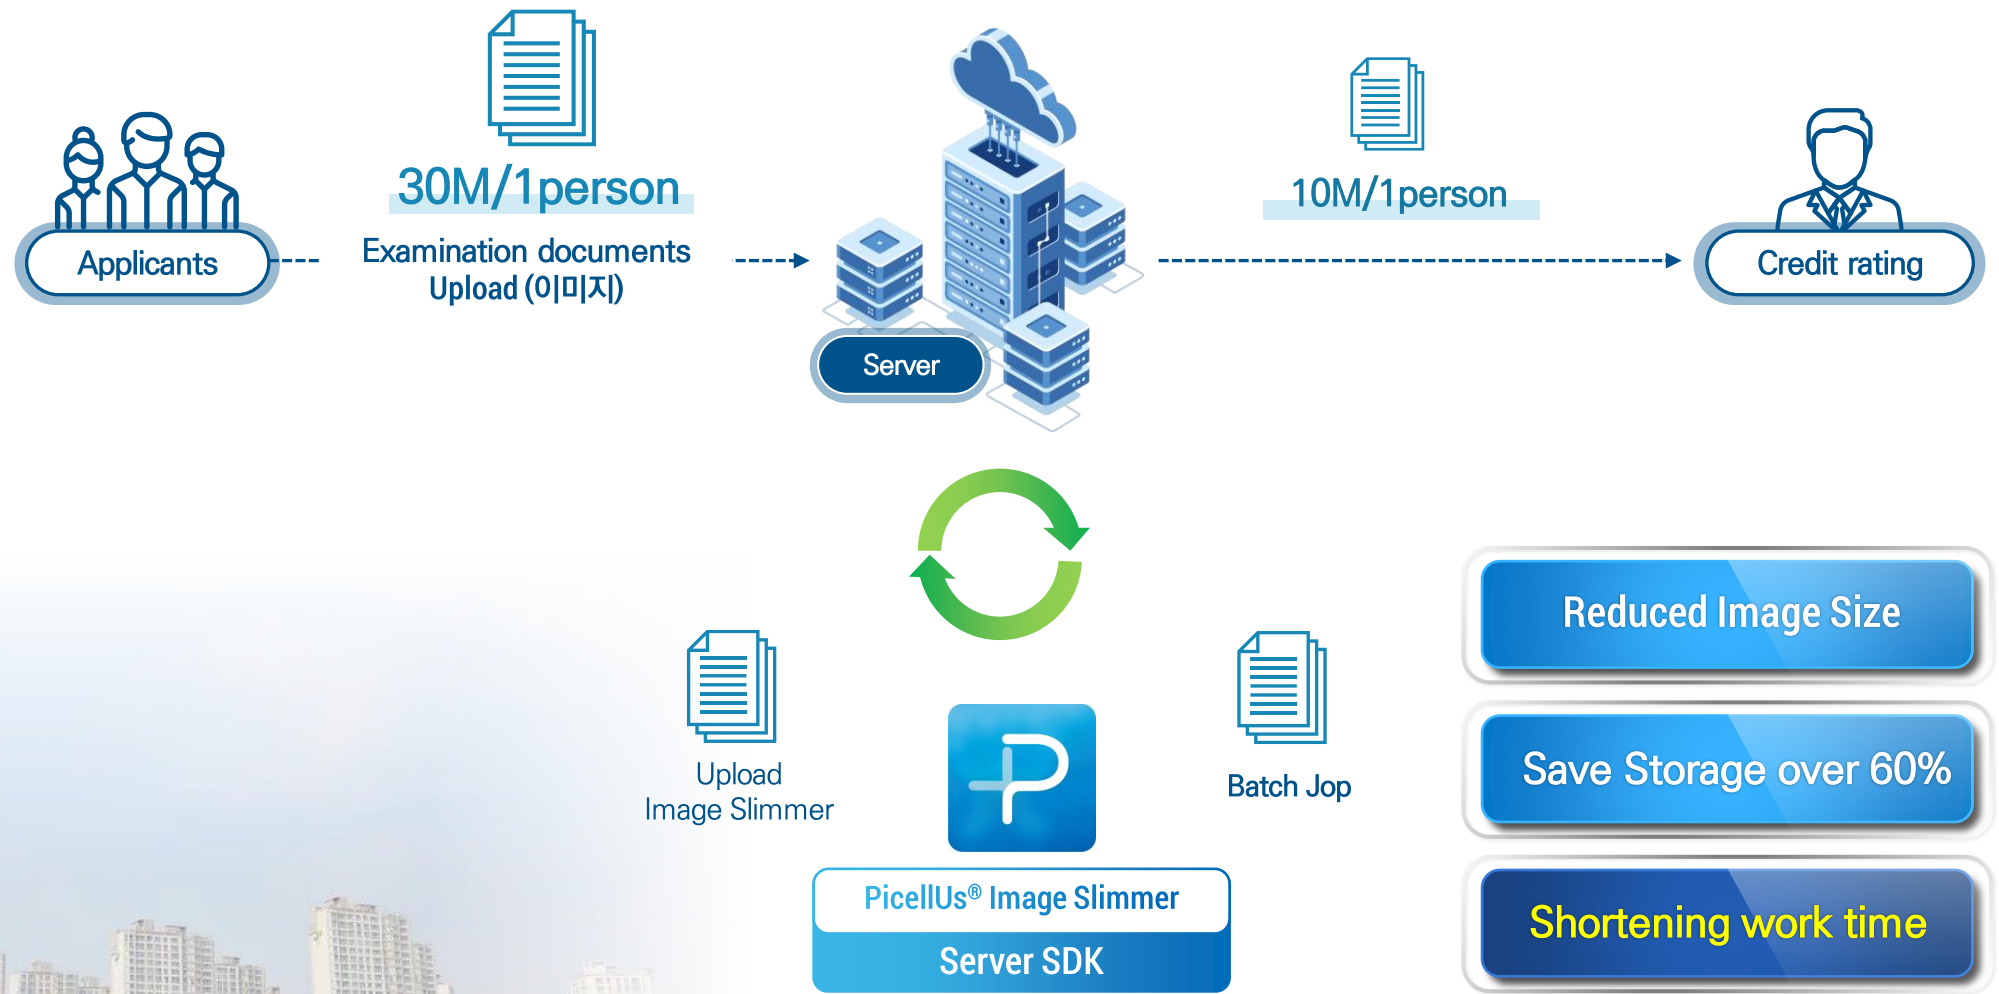 30M/1person
10M/1person
Applicants
Examination documents
Upload (이미지)
Credit rating
Server
Upload
Image Slimmer
Batch Jop
PicellUs® Image Slimmer
Server SDK
Reduced Image Size
Save Storage over 60%
Shortening work time